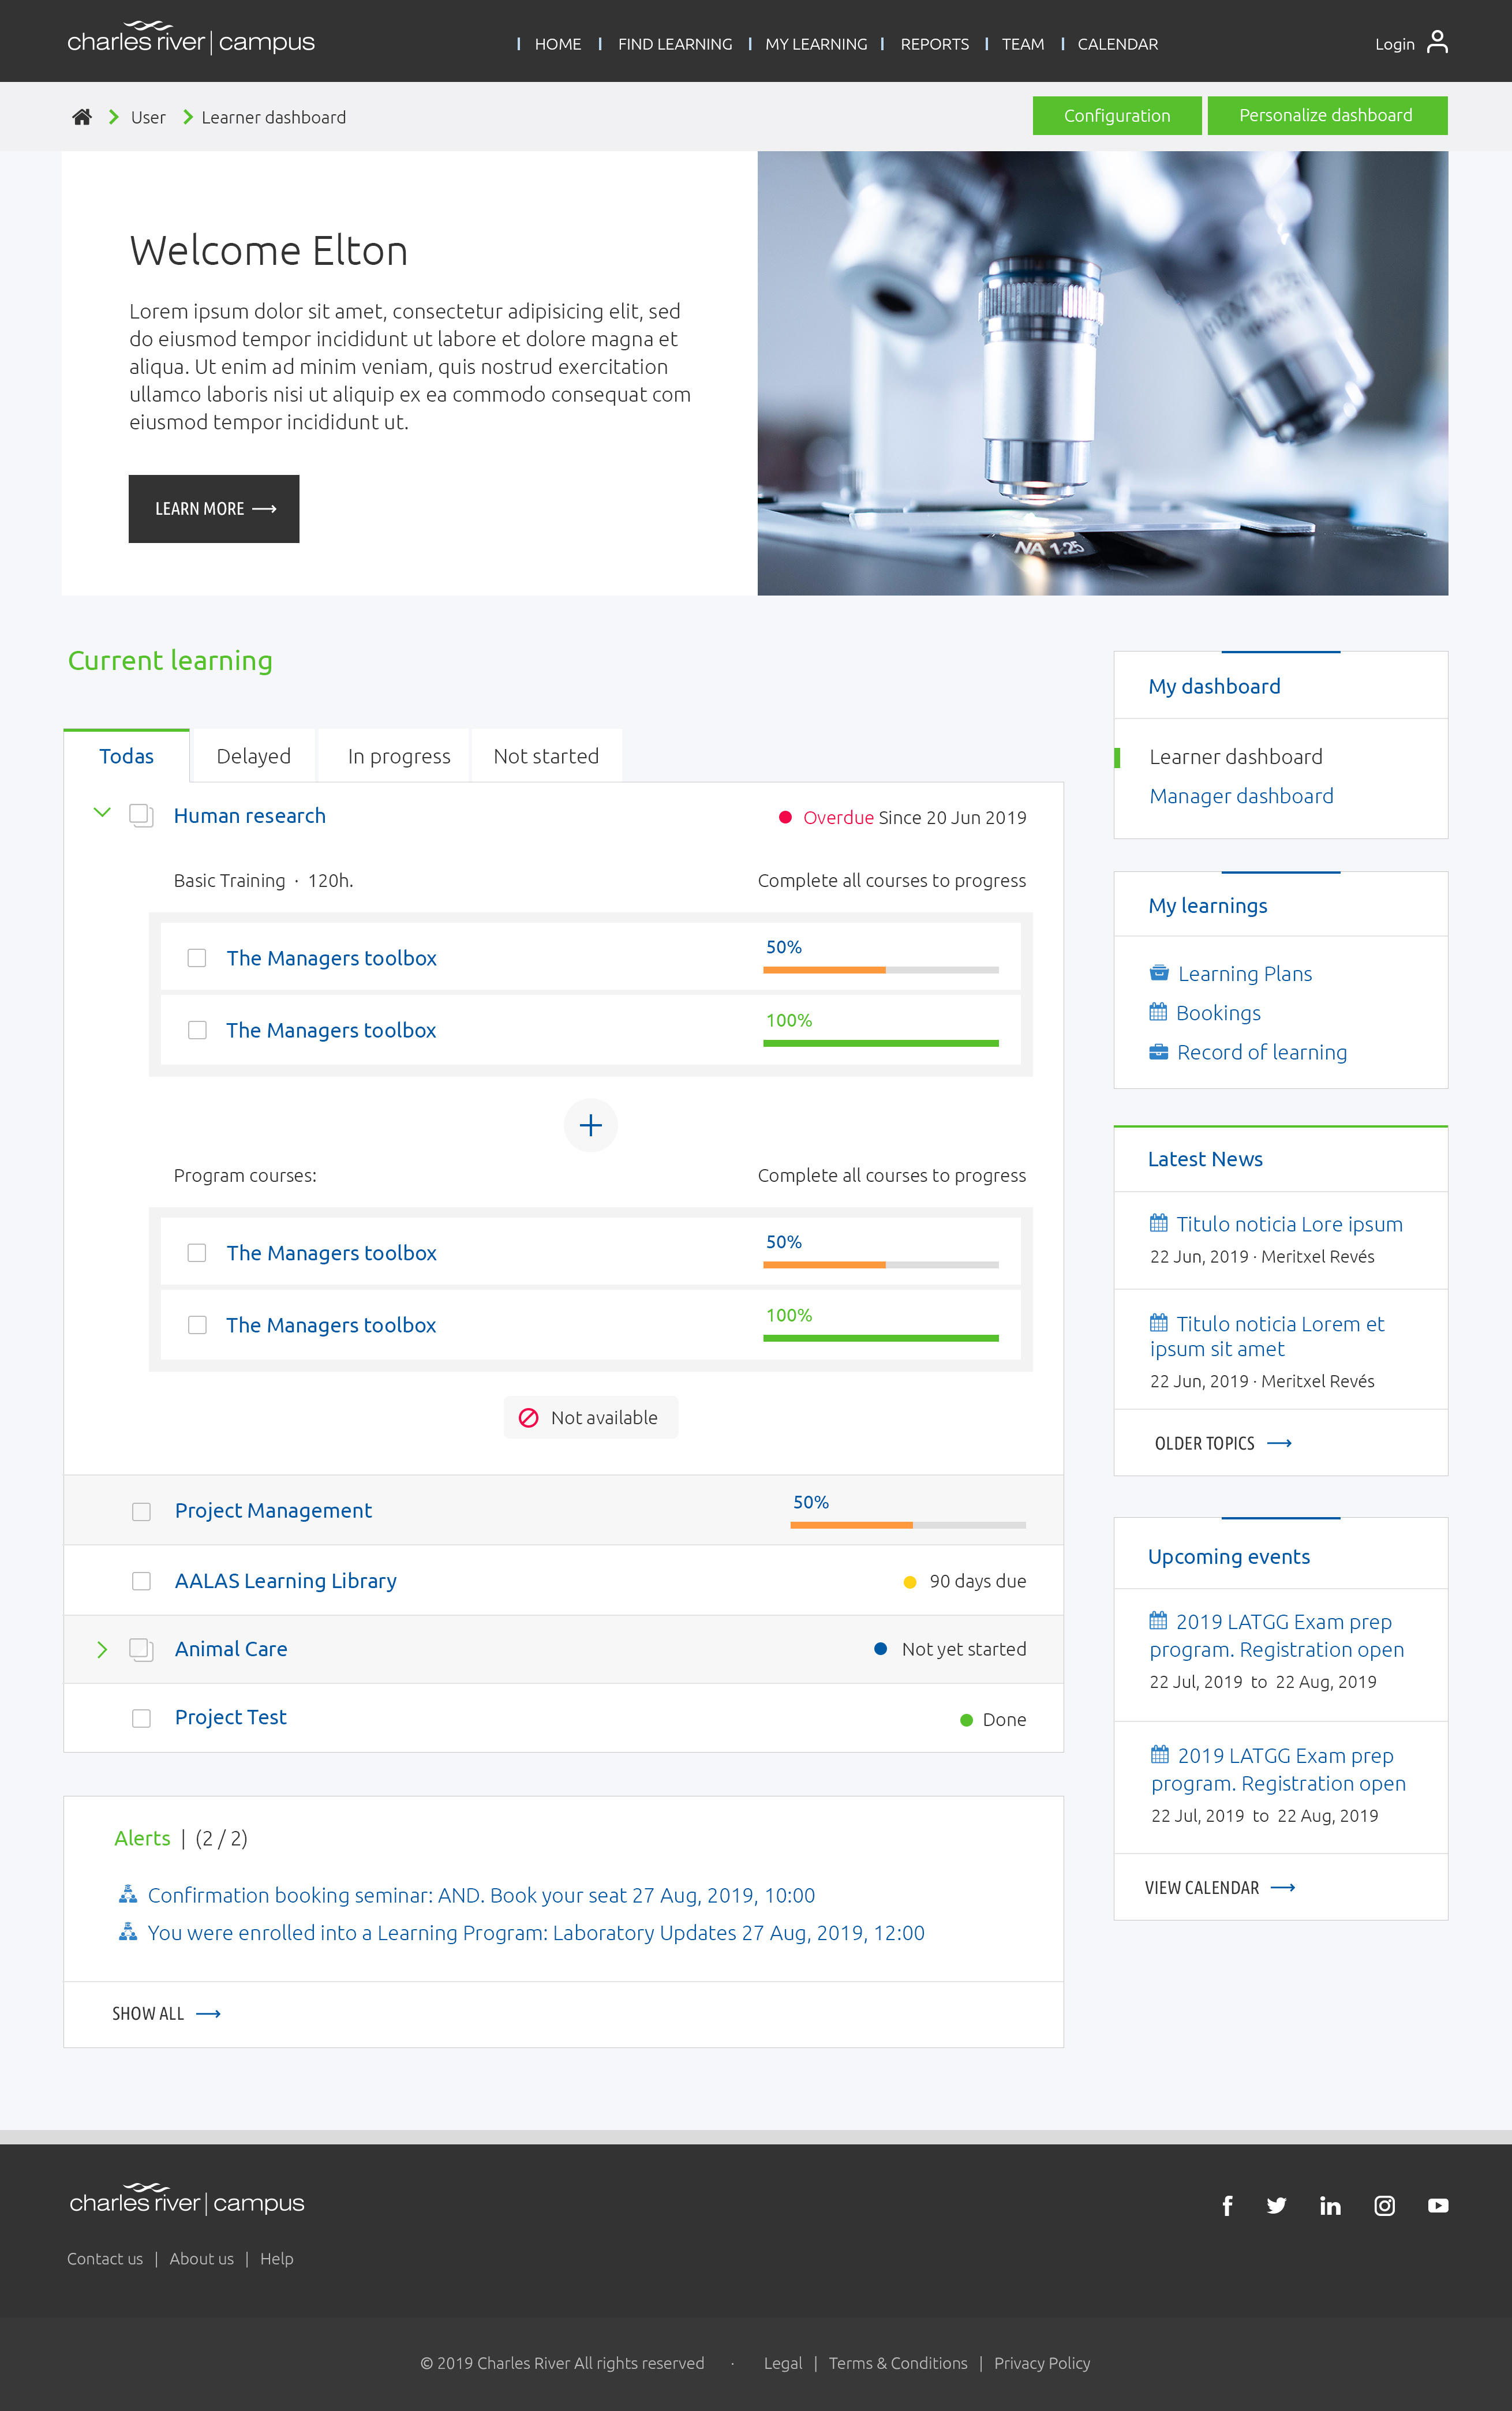 charles river | campus
| HOME | FIND LEARNING | MY LEARNING | REPORTS | TEAM | CALENDAR
Login
User
Learner dashboard
Configuration
Personalize dashboard
Welcome Elton
Lorem ipsum dolor sit amet, consectetur adipisicing elit, sed
do eiusmod tempor incididunt ut labore et dolore magna et
aliqua. Ut enim ad minim veniam, quis nostrud exercitation
ullamco laboris nisi ut aliquip ex ea commodo consequat com
eiusmod tempor incididunt ut.
LEARN MORE
NA 1.25
Current learning
Todas
Delayed
In progress
Not started
Human research
Overdue Since 20 Jun 2019
Basic Training · 120h.
Complete all courses to progress
The Managers toolbox
50%
The Managers toolbox
100%
Program courses:
Complete all courses to progress
The Managers toolbox
50%
The Managers toolbox
100%
Not available
Project Management
50%
AALAS Learning Library
90 days due
Animal Care
Not yet started
Project Test
Done
Alerts | (2 / 2)
Confirmation booking seminar: AND. Book your seat 27 Aug, 2019, 10:00
You were enrolled into a Learning Program: Laboratory Updates 27 Aug, 2019, 12:00
SHOW ALL
My dashboard
Learner dashboard
Manager dashboard
My learnings
Learning Plans
Bookings
Record of learning
Latest News
Titulo noticia Lore ipsum
22 Jun, 2019 · Meritxel Revés
Titulo noticia Lorem et
ipsum sit amet
22 Jun, 2019 · Meritxel Revés
OLDER TOPICS
Upcoming events
2019 LATGG Exam prep
program. Registration open
22 Jul, 2019 to 22 Aug, 2019
2019 LATGG Exam prep
program. Registration open
22 Jul, 2019 to 22 Aug, 2019
VIEW CALENDAR
charles river | campus
Contact us | About us | Help
© 2019 Charles River All rights reserved · Legal | Terms & Conditions | Privacy Policy